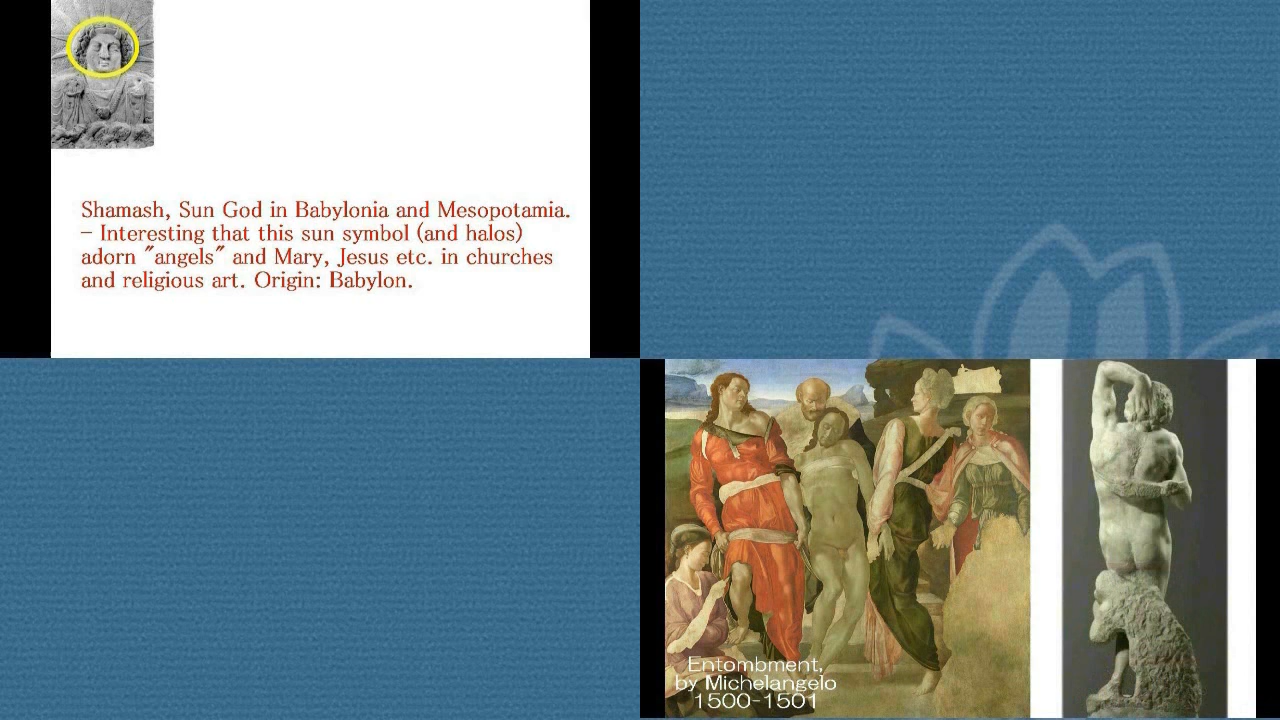 Shamash, Sun God in Babylonia and Mesopotamia.
- Interesting that this sun symbol (and halos)
adorn "angels" and Mary, Jesus etc. in churches
and religious art. Origin: Babylon.
Entombment,
by Michelangelo
1500-1501